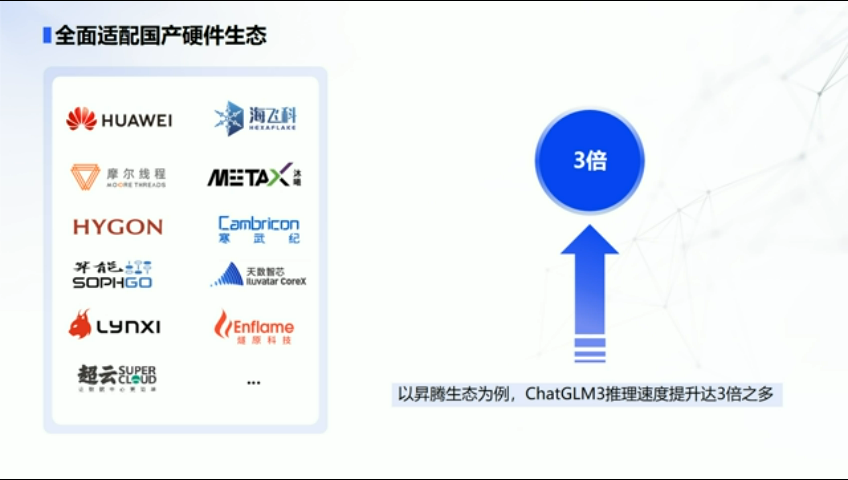 全面适配国产硬件生态
HUAWEI
海飞科
HEXAFLAKE
摩尔线程
MOORE THREADS
METAX 沐曦
HYGON
Cambricon
寒武纪
算能
SOPHGO
天数智芯
Iluvatar CoreX
LYNXI
Enflame
燧原科技
超云 SUPER CLOUD
...
3倍
以昇腾生态为例，ChatGLM3推理速度提升达3倍之多